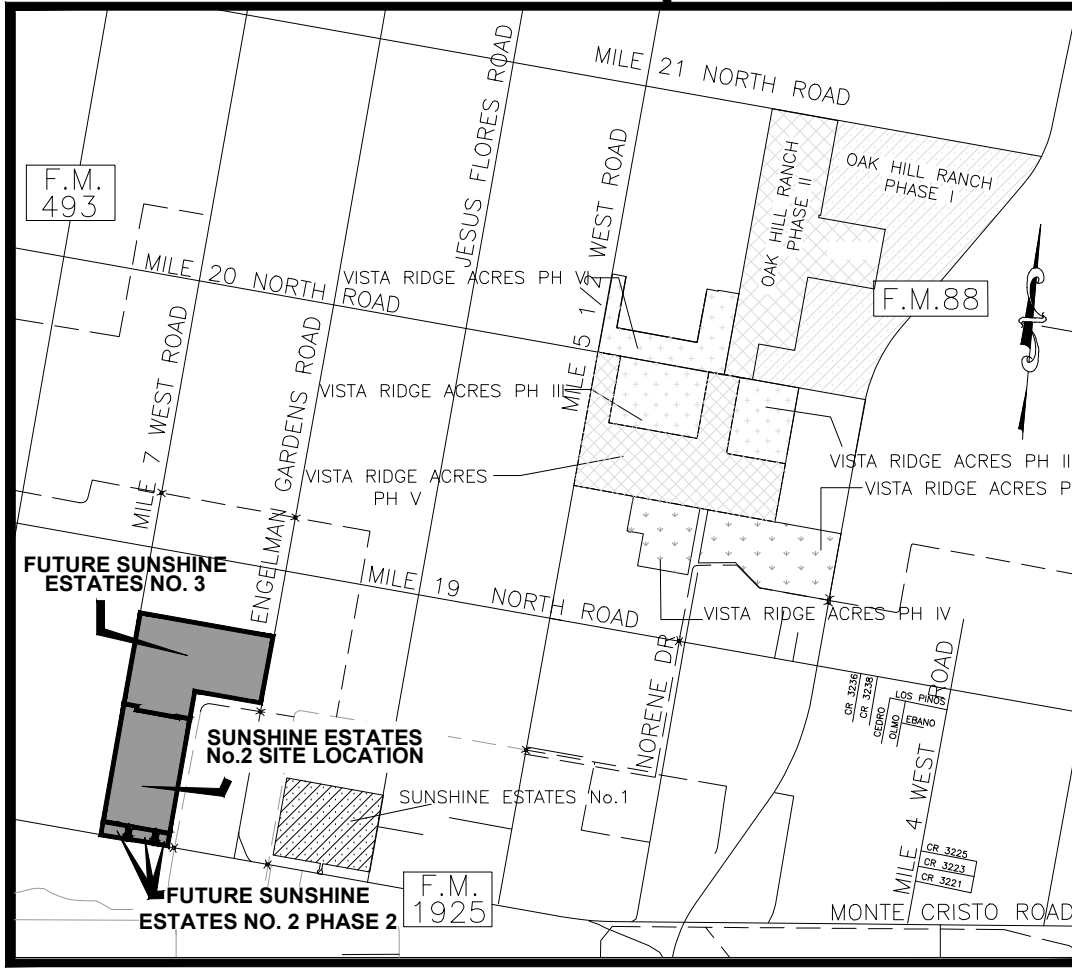 MILE 21 NORTH ROAD
JESUS FLORES ROAD
MILE 5 1/2 WEST ROAD
OAK HILL RANCH
PHASE I
OAK HILL RANCH
PHASE II
F.M.
493
MILE 20 NORTH ROAD
VISTA RIDGE ACRES PH VI
F.M.88
MILE 7 WEST ROAD
ENGELMAN GARDENS ROAD
VISTA RIDGE ACRES PH III
VISTA RIDGE ACRES
PH V
VISTA RIDGE ACRES PH II
VISTA RIDGE ACRES P
FUTURE SUNSHINE
ESTATES NO. 3
MILE 19 NORTH ROAD
VISTA RIDGE ACRES PH IV
NORENE DR
CR 3236
CR 3238
CEDRO
OLMO
LOS PINOS
EBANO
MILE 4 WEST ROAD
SUNSHINE ESTATES
No.2 SITE LOCATION
SUNSHINE ESTATES No.1
CR 3225
CR 3223
CR 3221
F.M.
1925
FUTURE SUNSHINE
ESTATES NO. 2 PHASE 2
MONTE CRISTO ROAD